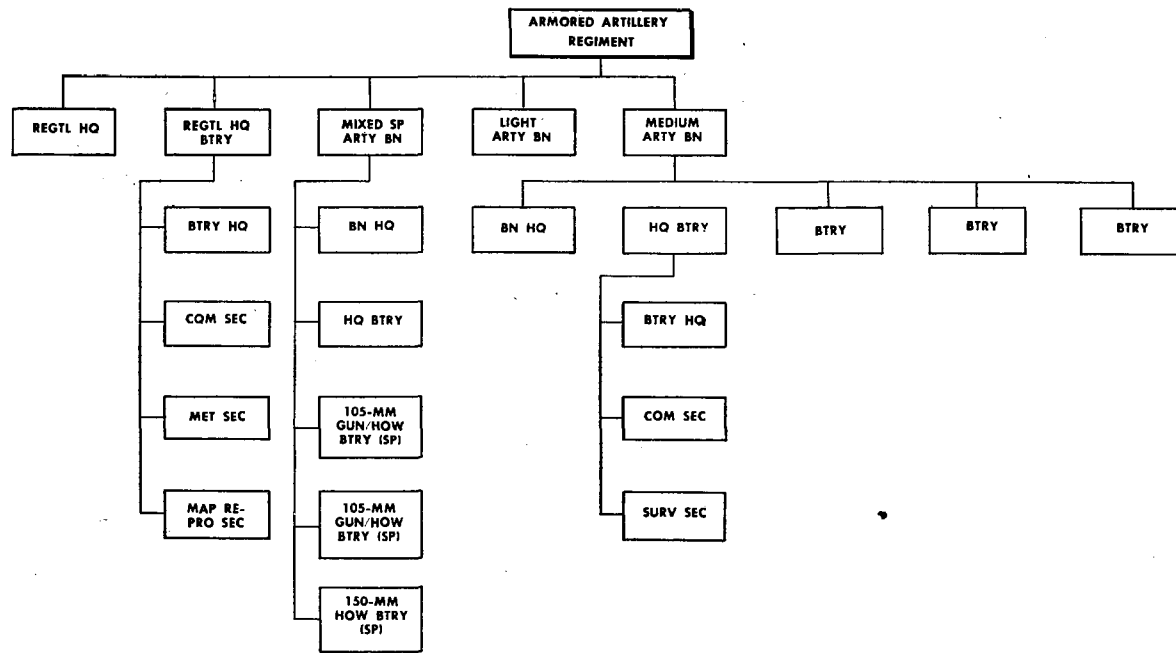 ARMORED ARTILLERY
REGIMENT
REGTL HQ
REGTL HQ
BTRY
MIXED SP
ARTY BN
LIGHT
ARTY BN
MEDIUM
ARTY BN
BTRY HQ
COM SEC
MET SEC
MAP RE-
PRO SEC
BN HQ
HQ BTRY
105-MM
GUN/HOW
BTRY (SP)
105-MM
GUN/HOW
BTRY (SP)
150-MM
HOW BTRY
(SP)
BN HQ
HQ BTRY
BTRY
BTRY
BTRY
BTRY HQ
COM SEC
SURV SEC